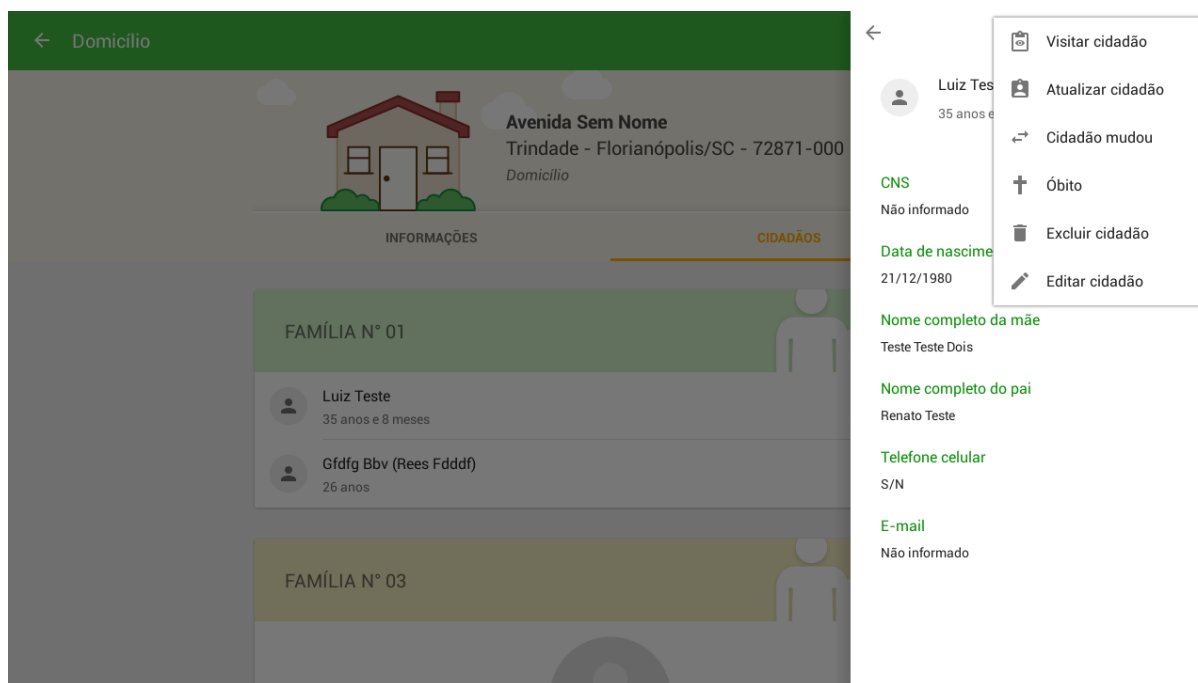 Domicílio
Avenida Sem Nome
Trindade - Florianópolis/SC - 72871-000
Domicílio
INFORMAÇÕES
CIDADÃOS
FAMÍLIA N° 01
Luiz Teste
35 anos e 8 meses
Gfdfg Bbv (Rees Fdddf)
26 anos
FAMÍLIA N° 03
Luiz Tes
35 anos e
CNS
Não informado
Data de nascime
21/12/1980
Nome completo da mãe
Teste Teste Dois
Nome completo do pai
Renato Teste
Telefone celular
S/N
E-mail
Não informado
Visitar cidadão
Atualizar cidadão
Cidadão mudou
Óbito
Excluir cidadão
Editar cidadão